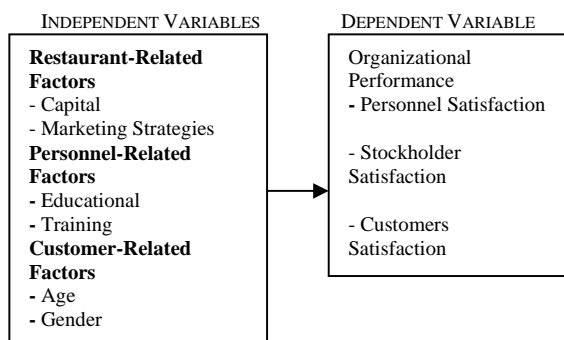 INDEPENDENT VARIABLES
Restaurant-Related
Factors
- Capital
- Marketing Strategies
Personnel-Related
Factors
- Educational
- Training
Customer-Related
Factors
- Age
- Gender
DEPENDENT VARIABLE
Organizational
Performance
- Personnel Satisfaction
- Stockholder
Satisfaction
- Customers
Satisfaction